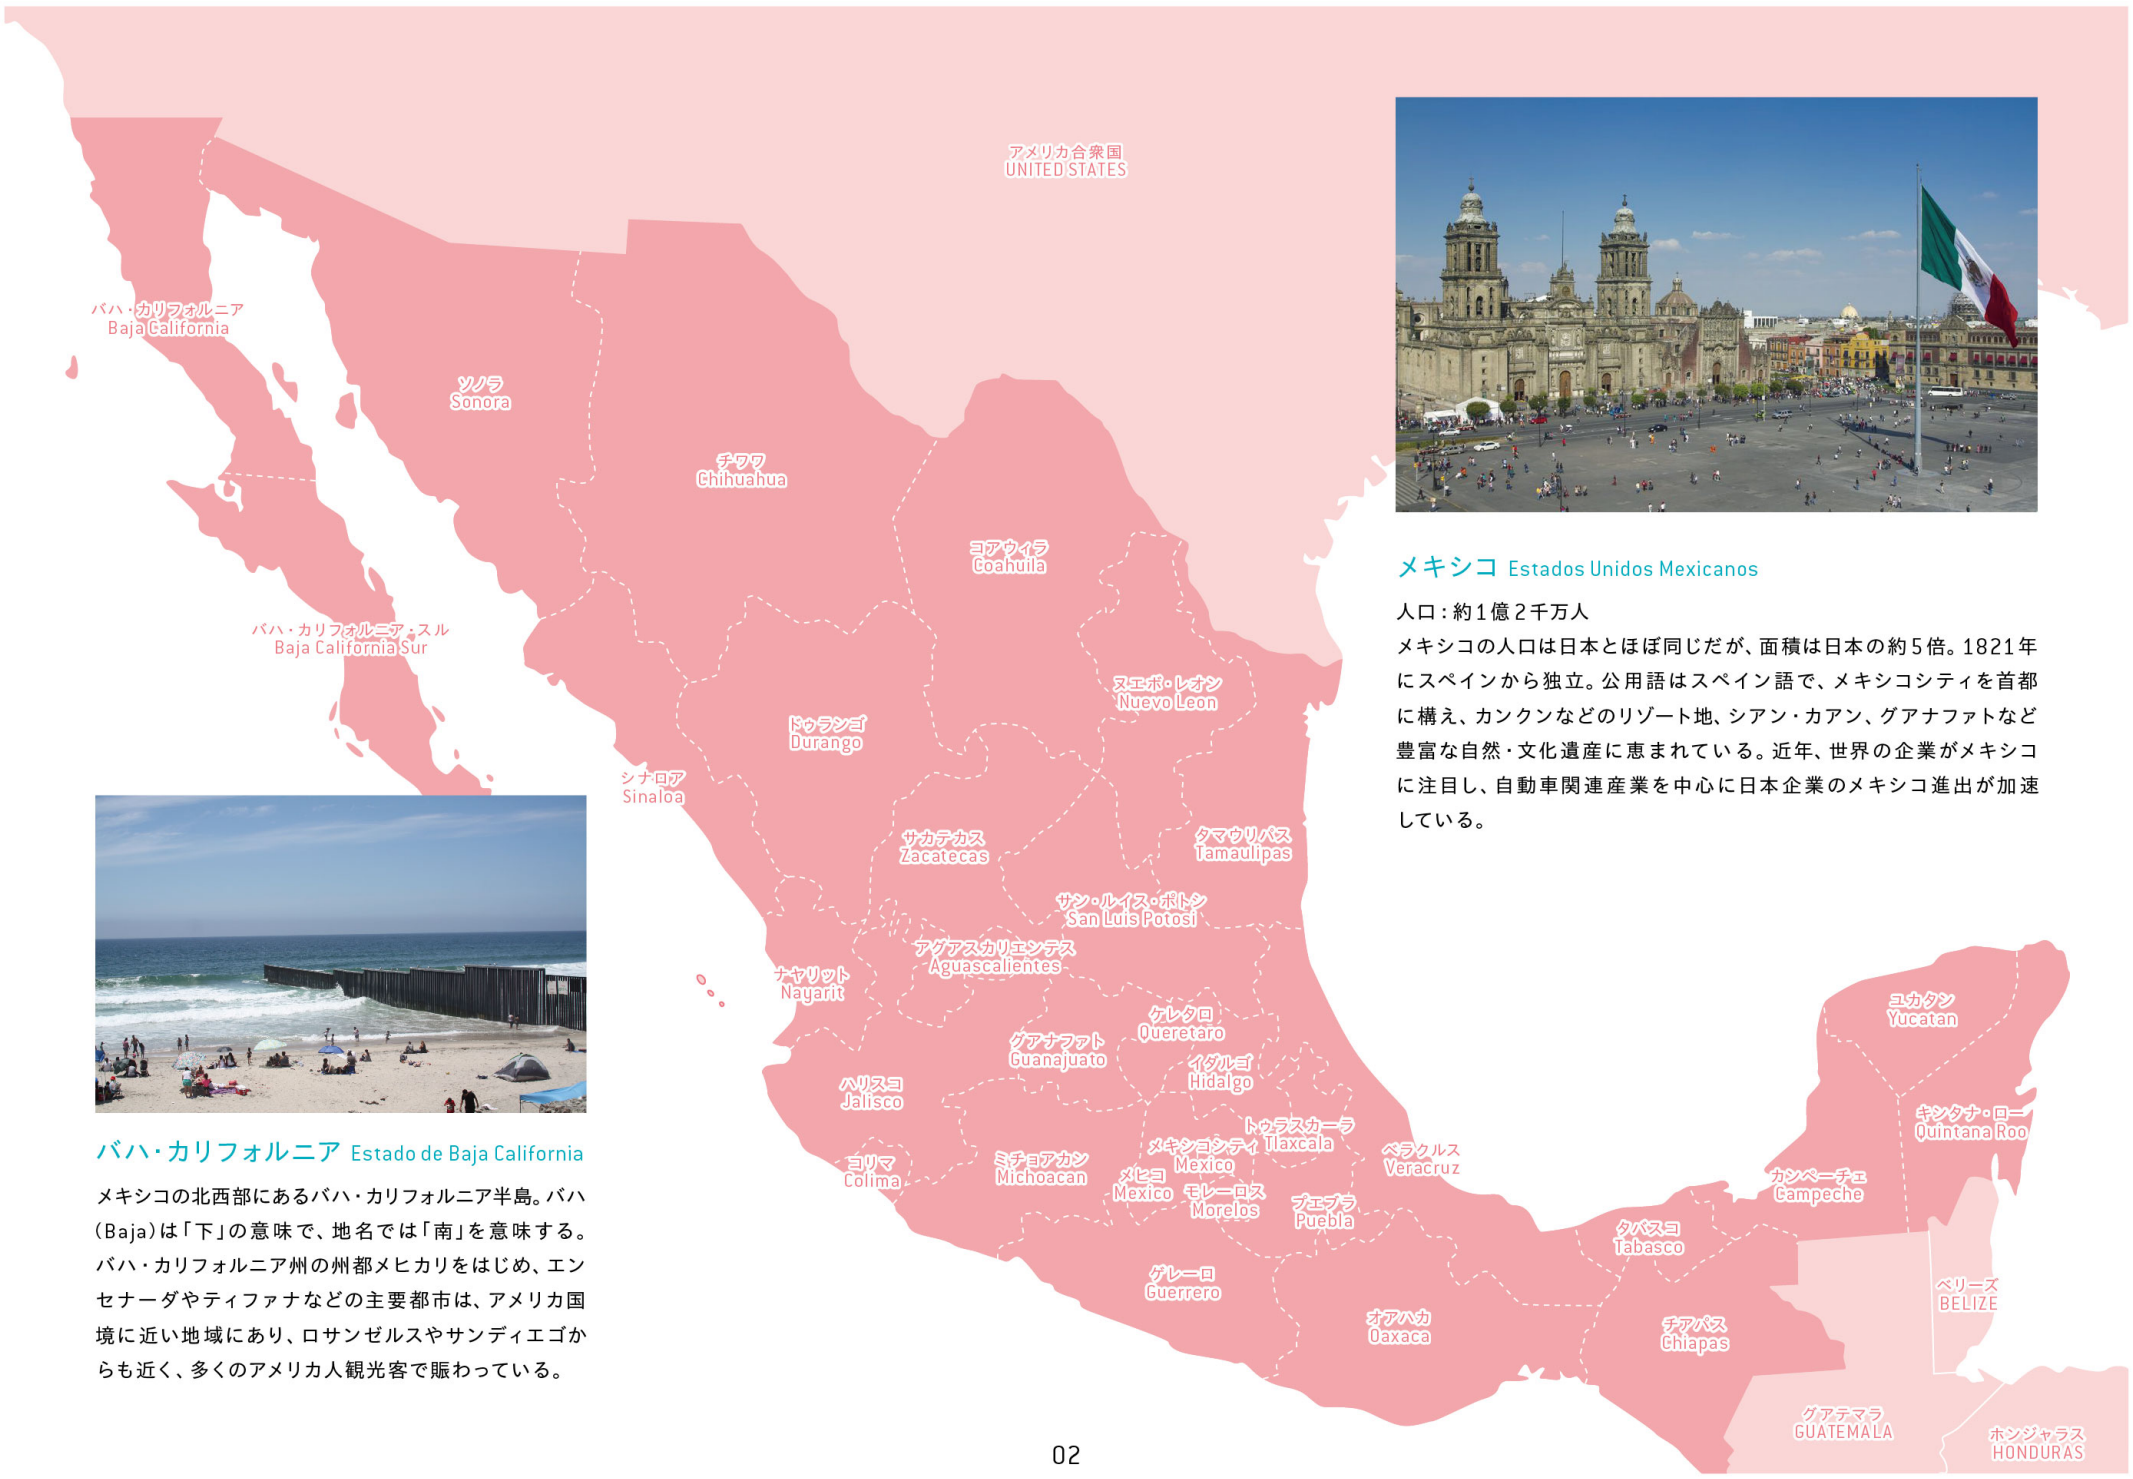 アメリカ合衆国
UNITED STATES
バハ・カリフォルニア
Baja California
ソノラ
Sonora
チワワ
Chihuahua
コアウィラ
Coahuila
バハ・カリフォルニア・スル
Baja California Sur
ヌエボ・レオン
Nuevo Leon
ドゥランゴ
Durango
シナロア
Sinaloa
サカテカス
Zacatecas
タマウリパス
Tamaulipas
サン・ルイス・ポトシ
San Luis Potosi
アグアスカリエンテス
Aguascalientes
ナヤリット
Nayarit
ケレタロ
Queretaro
グアナファト
Guanajuato
イダルゴ
Hidalgo
ハリスコ
Jalisco
トゥラスカーラ
Tlaxcala
メキシコシティ
Mexico
ベラクルス
Veracruz
コリマ
Colima
ミチョアカン
Michoacan
メヒコ
Mexico
モレーロス
Morelos
プエブラ
Puebla
ゲレーロ
Guerrero
オアハカ
Oaxaca
ユカタン
Yucatan
キンタナ・ロー
Quintana Roo
カンペーチェ
Campeche
タバスコ
Tabasco
チアパス
Chiapas
ベリーズ
BELIZE
グアテマラ
GUATEMALA
ホンジャラス
HONDURAS
メキシコ Estados Unidos Mexicanos
人口:約1億2千万人
メキシコの人口は日本とほぼ同じだが、面積は日本の約5倍。1821年
にスペインから独立。公用語はスペイン語で、メキシコシティを首都
に構え、カンクンなどのリゾート地、シアン・カアン、グアナファトなど
豊富な自然・文化遺産に恵まれている。近年、世界の企業がメキシコ
に注目し、自動車関連産業を中心に日本企業のメキシコ進出が加速
している。
バハ・カリフォルニア Estado de Baja California
メキシコの北西部にあるバハ・カリフォルニア半島。バハ
(Baja)は「下」の意味で、地名では「南」を意味する。
バハ・カリフォルニア州の州都メヒカリをはじめ、エン
セナーダやティファナなどの主要都市は、アメリカ国
境に近い地域にあり、ロサンゼルスやサンディエゴか
らも近く、多くのアメリカ人観光客で賑わっている。
02